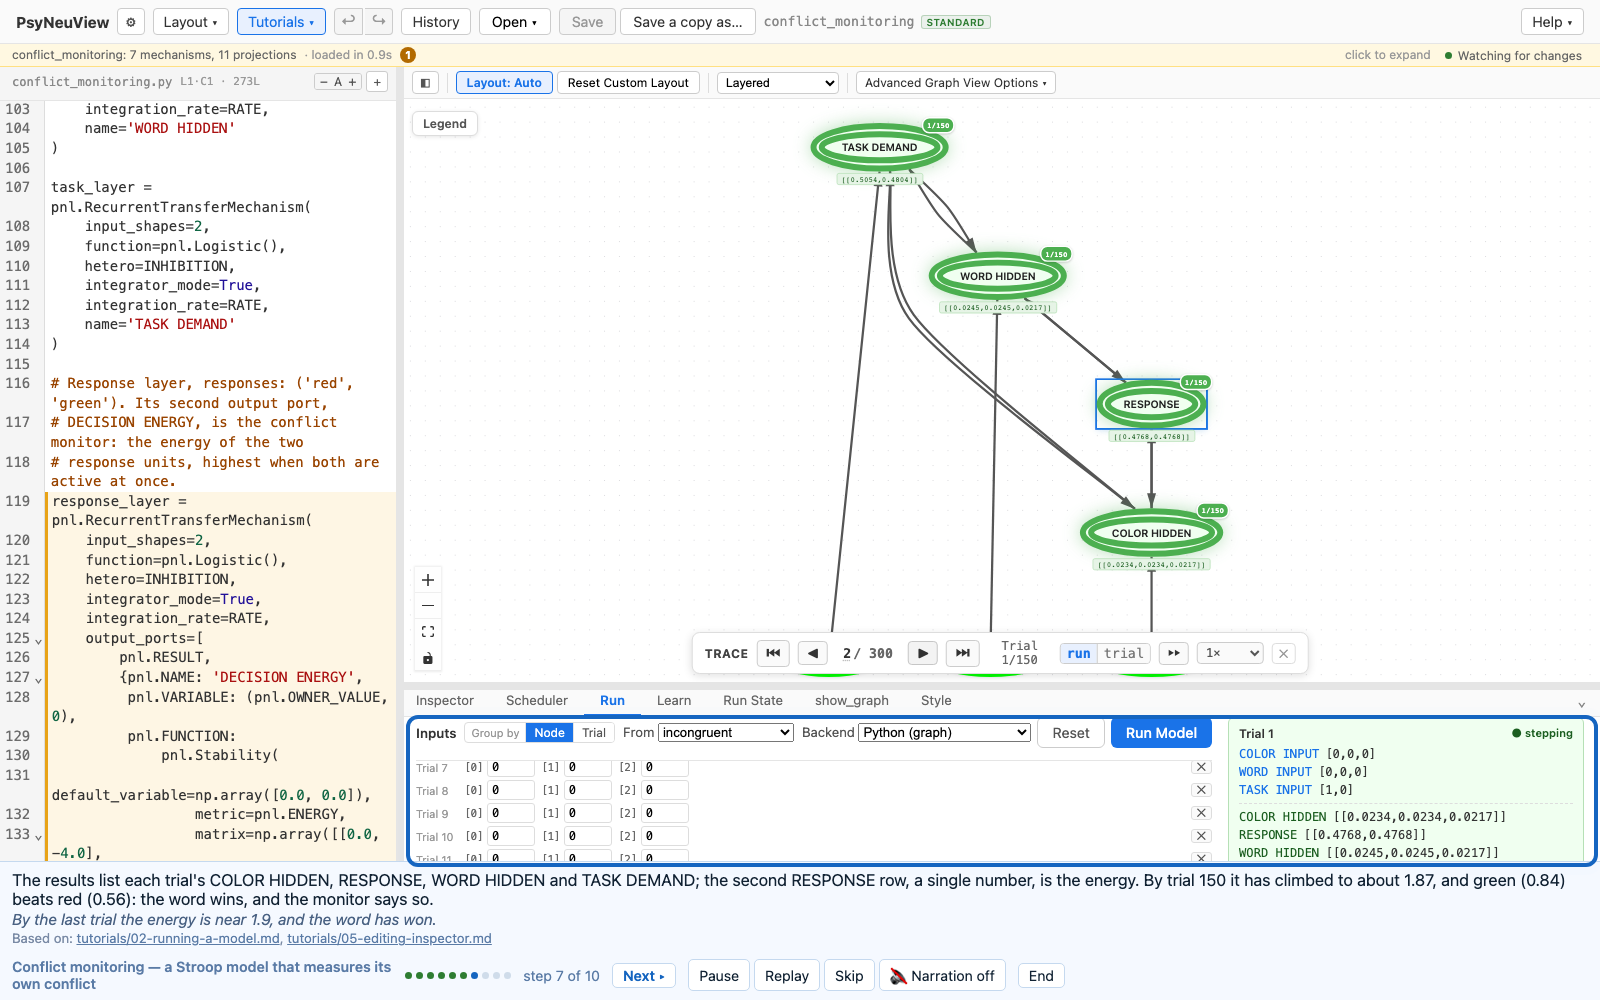 PsyNeuView ⚙ Layout ▾ Tutorials ▾ ↩ ↪ History Open ▾ Save Save a copy as... conflict_monitoring STANDARD Help ▾
conflict_monitoring: 7 mechanisms, 11 projections · loaded in 0.9s 1 click to expand ● Watching for changes
conflict_monitoring.py L1:C1 · 273L − A + +
Layout: Auto Reset Custom Layout Layered Advanced Graph View Options ▾
103 integration_rate=RATE,
104 name='WORD HIDDEN'
105 )
106
107 task_layer =
pnl.RecurrentTransferMechanism(
108 input_shapes=2,
109 function=pnl.Logistic(),
110 hetero=INHIBITION,
111 integrator_mode=True,
112 integration_rate=RATE,
113 name='TASK DEMAND'
114 )
115
116 # Response layer, responses: ('red',
'green'). Its second output port,
117 # DECISION ENERGY, is the conflict
monitor: the energy of the two
118 # response units, highest when both are
active at once.
119 response_layer =
pnl.RecurrentTransferMechanism(
120 input_shapes=2,
121 function=pnl.Logistic(),
122 hetero=INHIBITION,
123 integrator_mode=True,
124 integration_rate=RATE,
125 output_ports=[
126 pnl.RESULT,
127 {pnl.NAME: 'DECISION ENERGY',
128 pnl.VARIABLE: (pnl.OWNER_VALUE,
0),
129 pnl.FUNCTION:
130 pnl.Stability(
131
default_variable=np.array([0.0, 0.0]),
132 metric=pnl.ENERGY,
133 matrix=np.array([[0.0,
-4.0],
Legend
1/150
TASK DEMAND
[[0.5054,0.4804]]
1/150
WORD HIDDEN
[[0.0245,0.0245,0.0217]]
1/150
RESPONSE
[[0.4768,0.4768]]
1/150
COLOR HIDDEN
[[0.0234,0.0234,0.0217]]
TRACE ⏮ ◀ 2 / 300 ▶ ⏭ Trial 1/150 run trial ▸▸ 1× ×
Inspector Scheduler Run Learn Run State show_graph Style
Inputs Group by Node Trial From incongruent Backend Python (graph) Reset Run Model
Trial 7 [0] 0 [1] 0 [2] 0 ×
Trial 8 [0] 0 [1] 0 [2] 0 ×
Trial 9 [0] 0 [1] 0 [2] 0 ×
Trial 10 [0] 0 [1] 0 [2] 0 ×
Trial 11 [0] 0 [1] 0 [2] 0 ×
Trial 1 ● stepping
COLOR INPUT [0,0,0]
WORD INPUT [0,0,0]
TASK INPUT [1,0]
COLOR HIDDEN [[0.0234,0.0234,0.0217]]
RESPONSE [[0.4768,0.4768]]
WORD HIDDEN [[0.0245,0.0245,0.0217]]
The results list each trial's COLOR HIDDEN, RESPONSE, WORD HIDDEN and TASK DEMAND; the second RESPONSE row, a single number, is the energy. By trial 150 it has climbed to about 1.87, and green (0.84)
beats red (0.56): the word wins, and the monitor says so.
By the last trial the energy is near 1.9, and the word has won.
Based on: tutorials/02-running-a-model.md, tutorials/05-editing-inspector.md
Conflict monitoring — a Stroop model that measures its
own conflict
step 7 of 10 Next ▸ Pause Replay Skip Narration off End